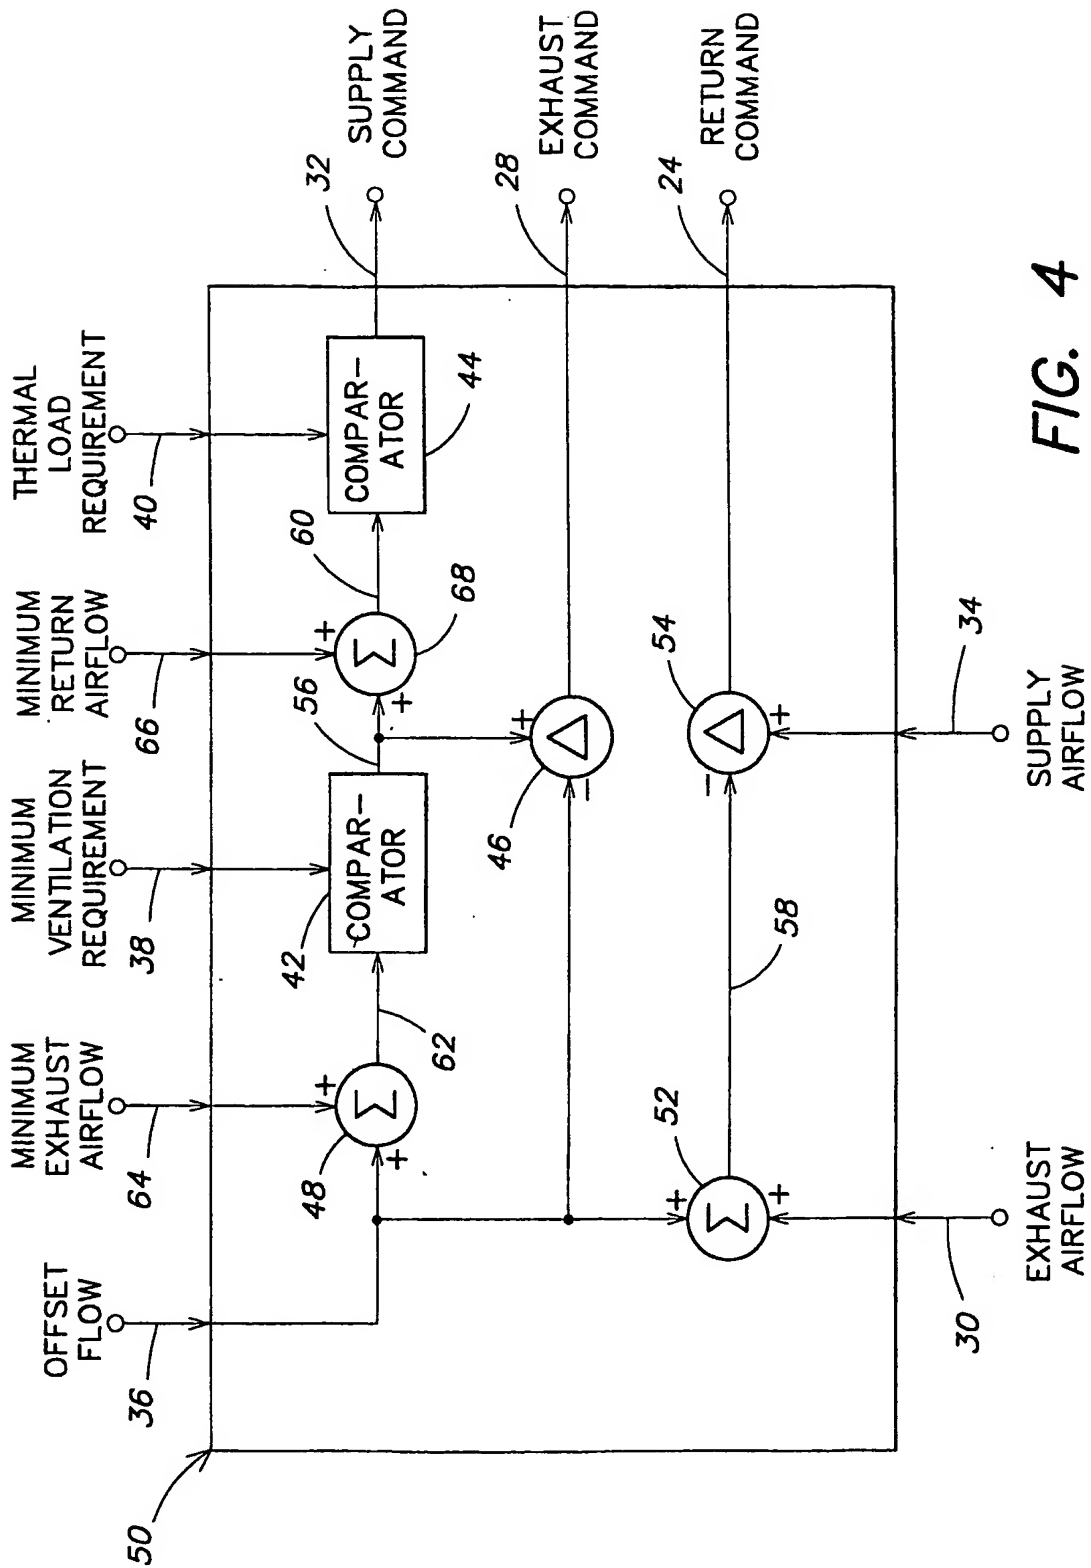 THERMAL
LOAD
REQUIREMENT
MINIMUM
RETURN
AIRFLOW
MINIMUM
VENTILATION
REQUIREMENT
MINIMUM
EXHAUST
AIRFLOW
OFFSET
FLOW
50
36
64
38
66
40
32
SUPPLY
COMMAND
48
+
+
Σ
62
42
COMPAR-
ATOR
56
+
+
Σ
68
60
COMPAR-
ATOR
44
28
EXHAUST
COMMAND
46
+
−
Δ
24
RETURN
COMMAND
52
+
+
Σ
58
54
−
+
Δ
30
EXHAUST
AIRFLOW
34
SUPPLY
AIRFLOW
FIG. 4